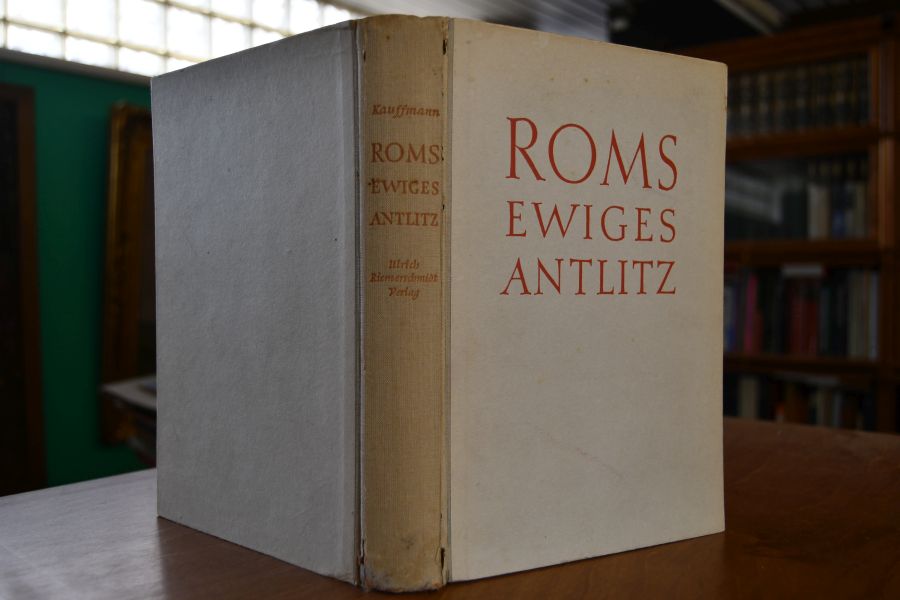 Kauffmann
ROMS
EWIGES
ANTLITZ
Ulrich
Riemerschmidt
Verlag
ROMS
EWIGES
ANTLITZ